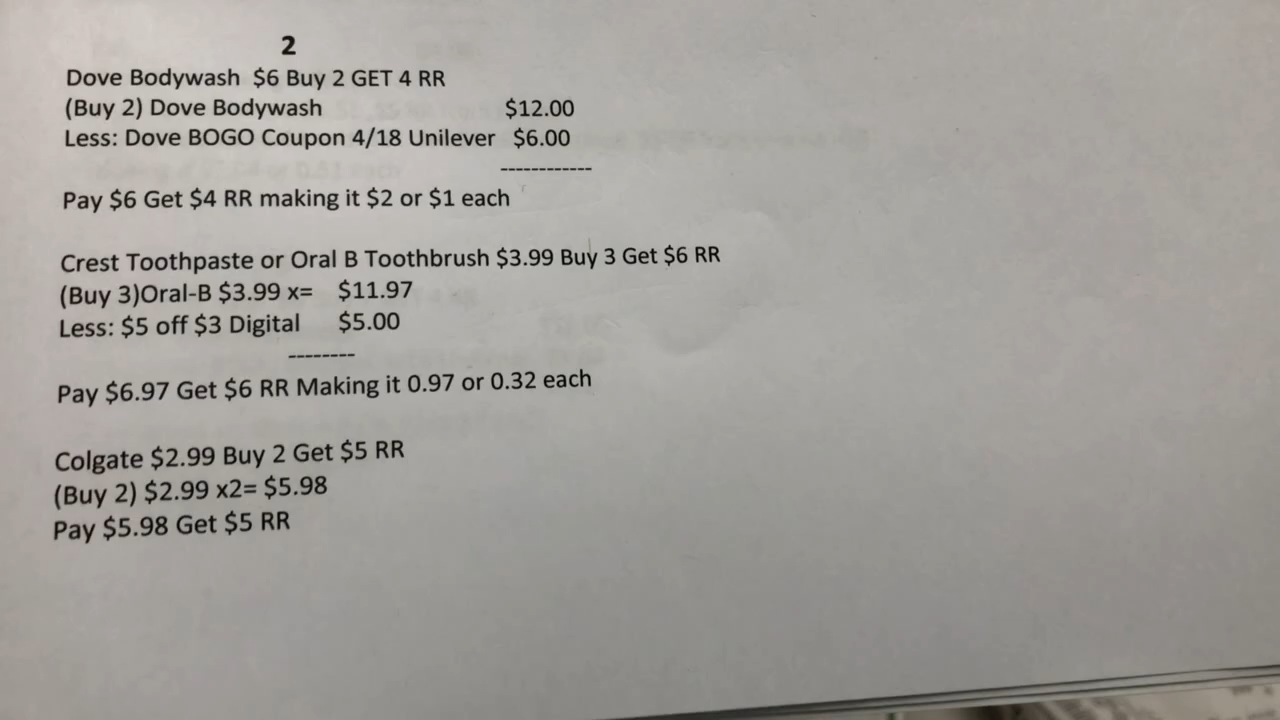 2
Dove Bodywash $6 Buy 2 GET 4 RR
(Buy 2) Dove Bodywash $12.00
Less: Dove BOGO Coupon 4/18 Unilever $6.00
------------
Pay $6 Get $4 RR making it $2 or $1 each
Crest Toothpaste or Oral B Toothbrush $3.99 Buy 3 Get $6 RR
(Buy 3)Oral-B $3.99 x= $11.97
Less: $5 off $3 Digital $5.00
--------
Pay $6.97 Get $6 RR Making it 0.97 or 0.32 each
Colgate $2.99 Buy 2 Get $5 RR
(Buy 2) $2.99 x2= $5.98
Pay $5.98 Get $5 RR